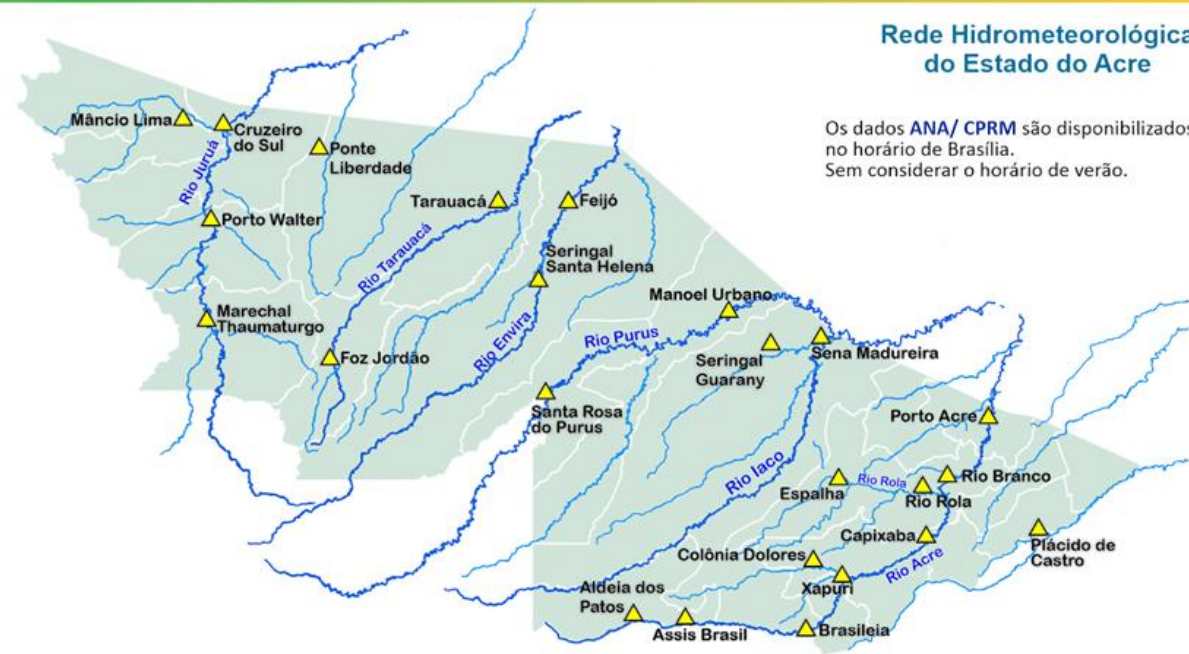 Rede Hidrometeorológica
do Estado do Acre
Os dados ANA/ CPRM são disponibilizados
no horário de Brasília.
Sem considerar o horário de verão.
Mâncio Lima
Cruzeiro
do Sul
Ponte
Liberdade
Rio Juruá
Porto Walter
Tarauacá
Feijó
Rio Tarauacá
Seringal
Santa Helena
Marechal
Thaumaturgo
Foz Jordão
Rio Envira
Manoel Urbano
Rio Purus
Seringal
Guarany
Sena Madureira
Santa Rosa
do Purus
Porto Acre
Rio Iaco
Espalha
Rio Rola
Rio Rola
Rio Branco
Capixaba
Plácido de
Castro
Colônia Dolores
Rio Acre
Xapuri
Aldeia dos
Patos
Assis Brasil
Brasileia